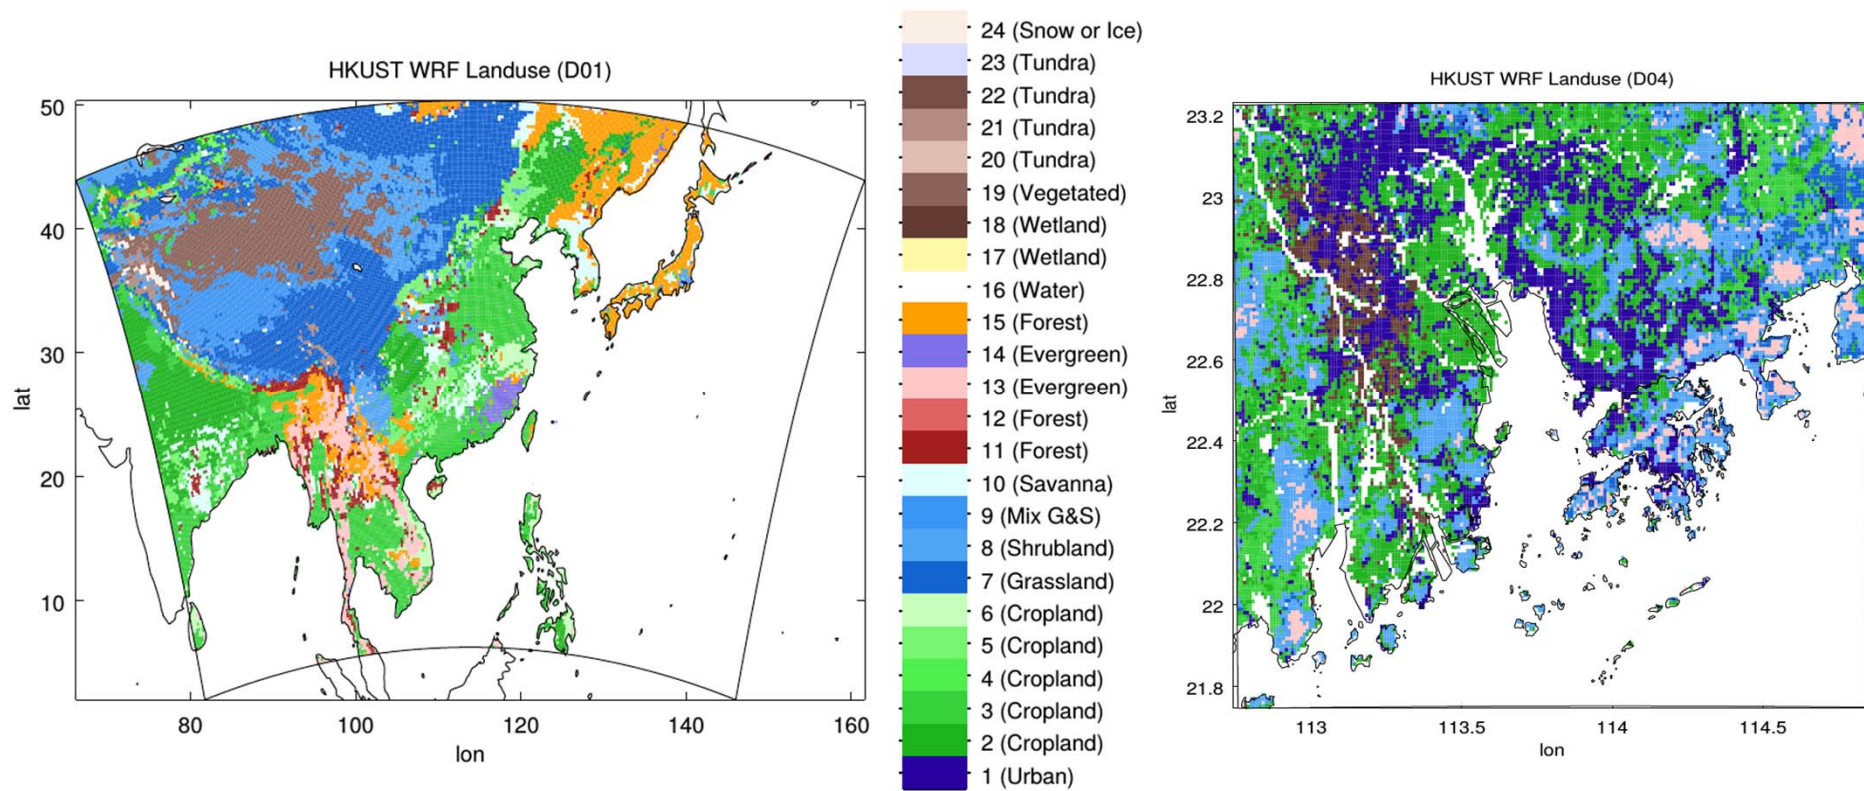 HKUST WRF Landuse (D01)
50
40
30
20
10
lat
80
100
120
140
160
lon
24 (Snow or Ice)
23 (Tundra)
22 (Tundra)
21 (Tundra)
20 (Tundra)
19 (Vegetated)
18 (Wetland)
17 (Wetland)
16 (Water)
15 (Forest)
14 (Evergreen)
13 (Evergreen)
12 (Forest)
11 (Forest)
10 (Savanna)
9 (Mix G&S)
8 (Shrubland)
7 (Grassland)
6 (Cropland)
5 (Cropland)
4 (Cropland)
3 (Cropland)
2 (Cropland)
1 (Urban)
HKUST WRF Landuse (D04)
23.2
23
22.8
22.6
22.4
22.2
22
21.8
lat
113
113.5
114
114.5
lon